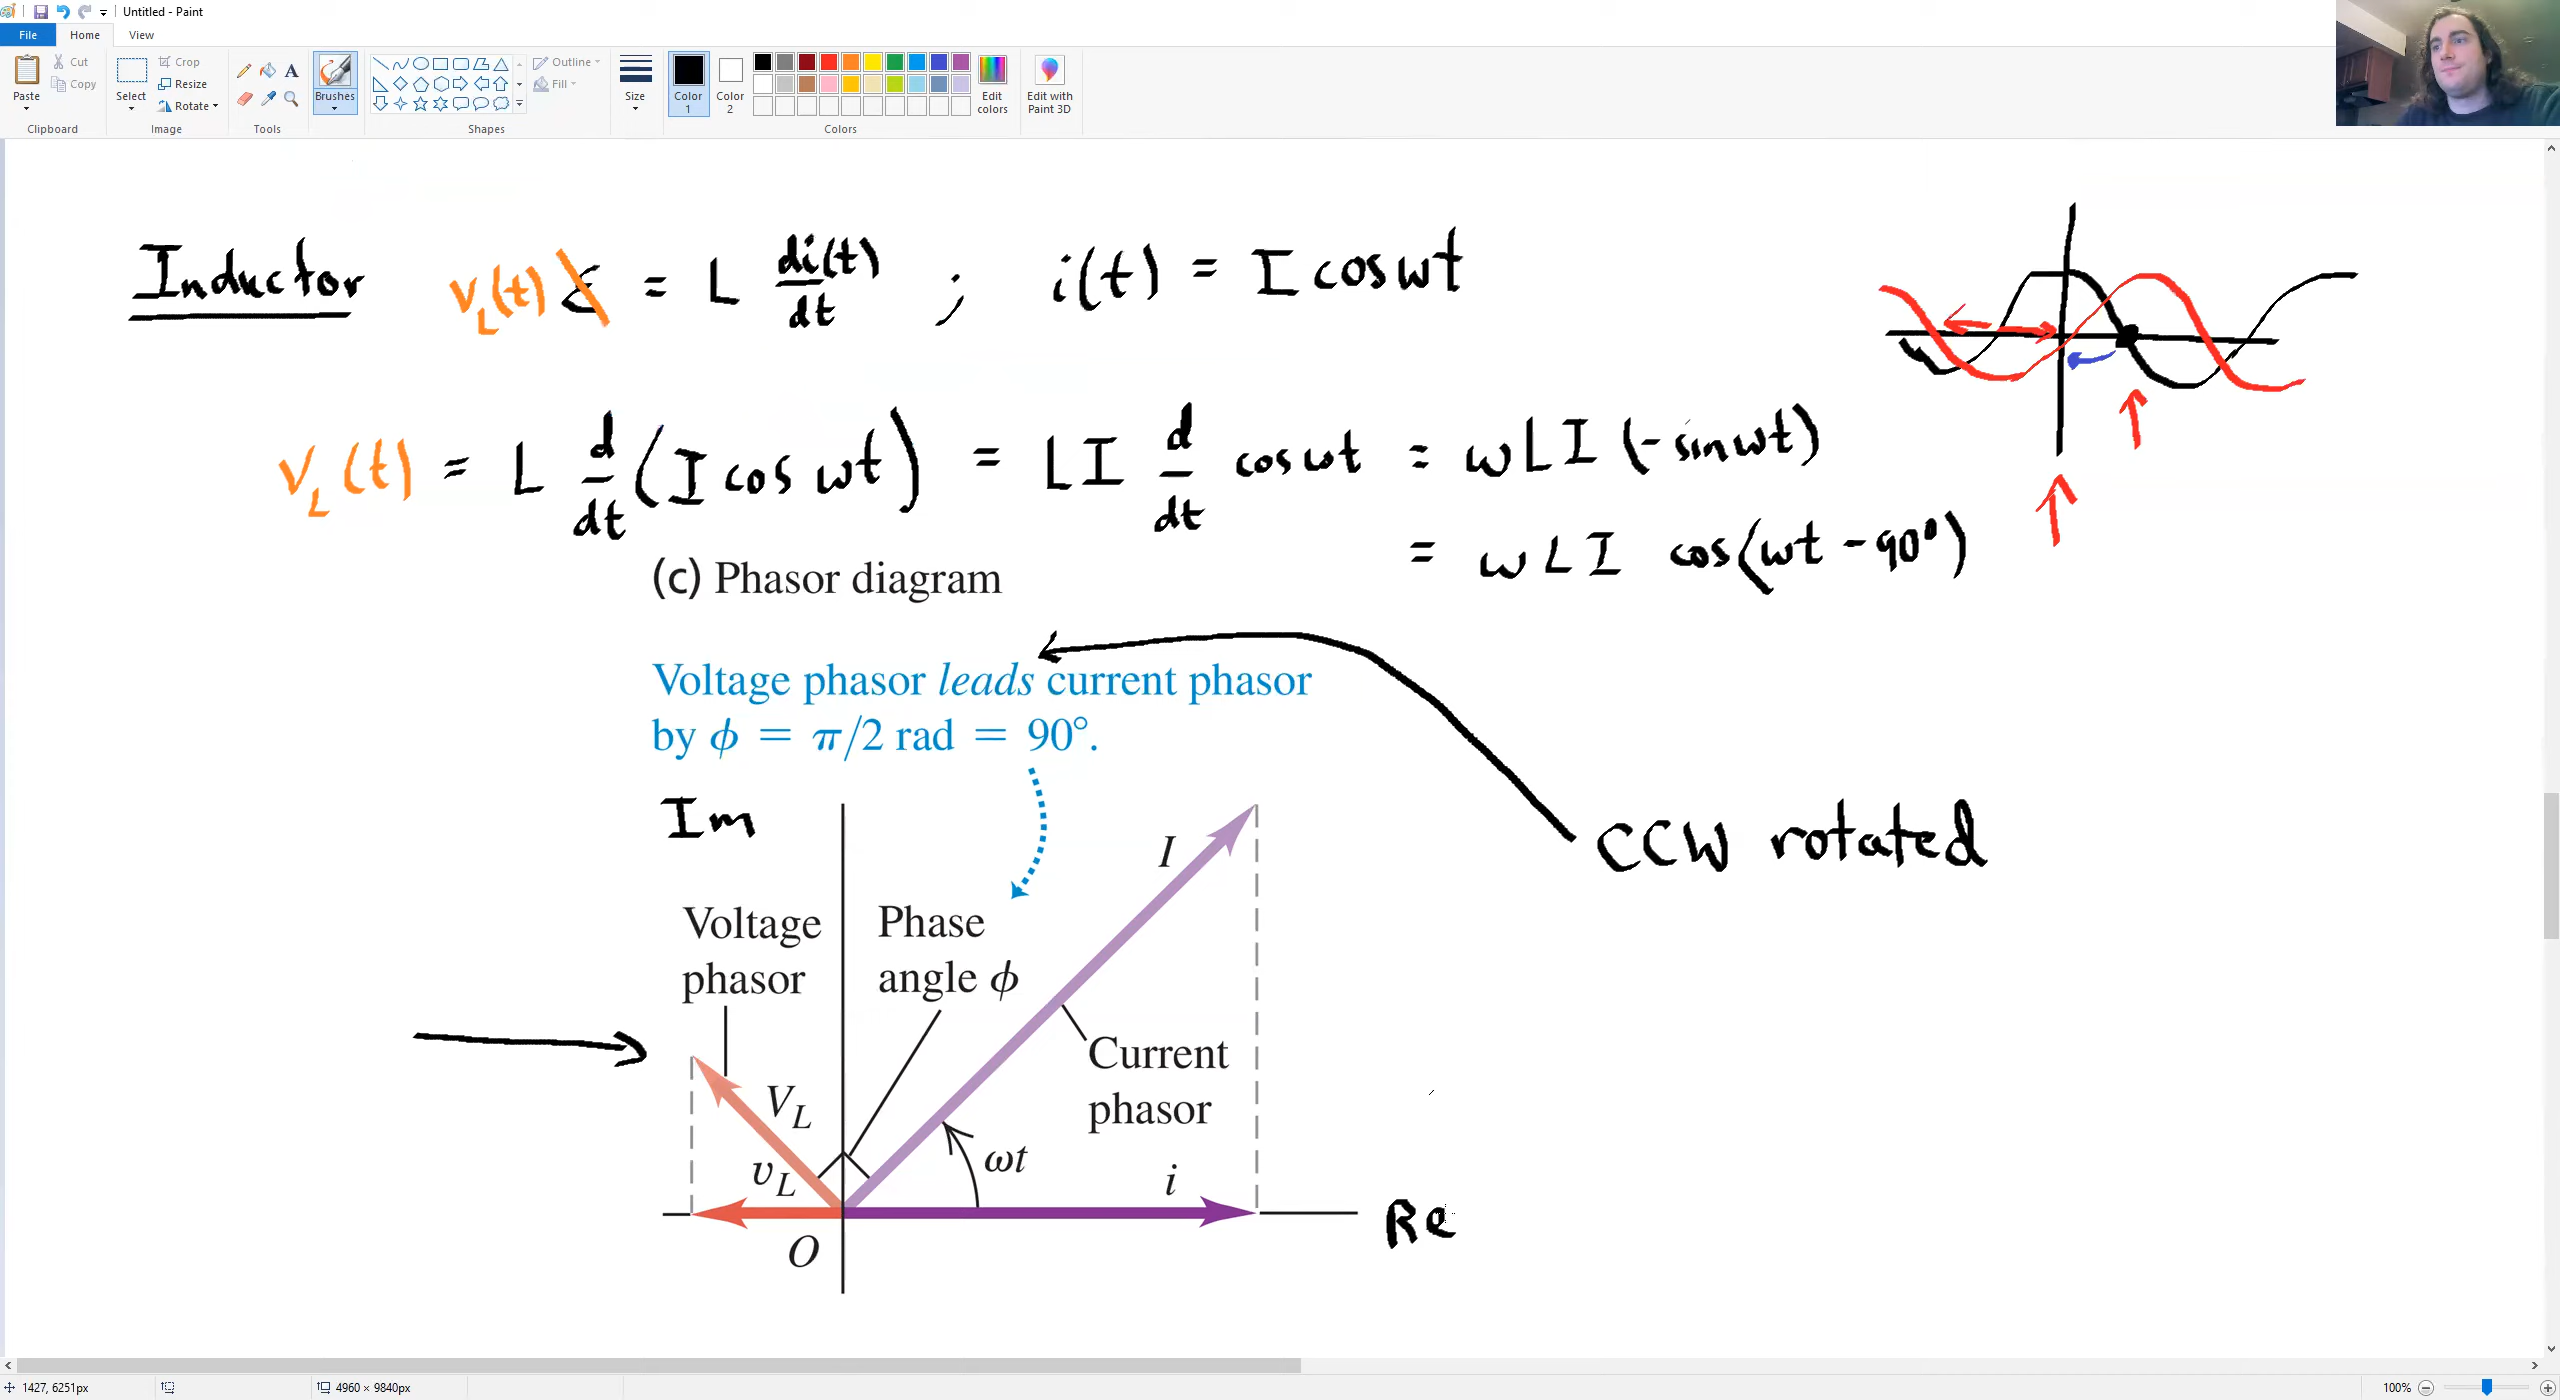 Untitled - Paint
File Home View
Paste Cut Copy Clipboard
Select Crop Resize Rotate Image
Tools
Brushes
Outline Fill Shapes
Size
Color 1 Color 2 Edit colors Colors
Edit with Paint 3D
Inductor v_L(t) ε = L di(t)/dt ; i(t) = I cos ωt
V_L(t) = L d/dt (I cos ωt) = LI d/dt cos ωt = ωLI (-sin ωt)
= ωLI cos(ωt - 90°)
(c) Phasor diagram
Voltage phasor leads current phasor
by ϕ = π/2 rad = 90°.
CCW rotated
Im
I
Voltage phasor
Phase angle ϕ
Current phasor
V_L
v_L
ωt
i
Re
O
1427, 6251px
4960 × 9840px
100%